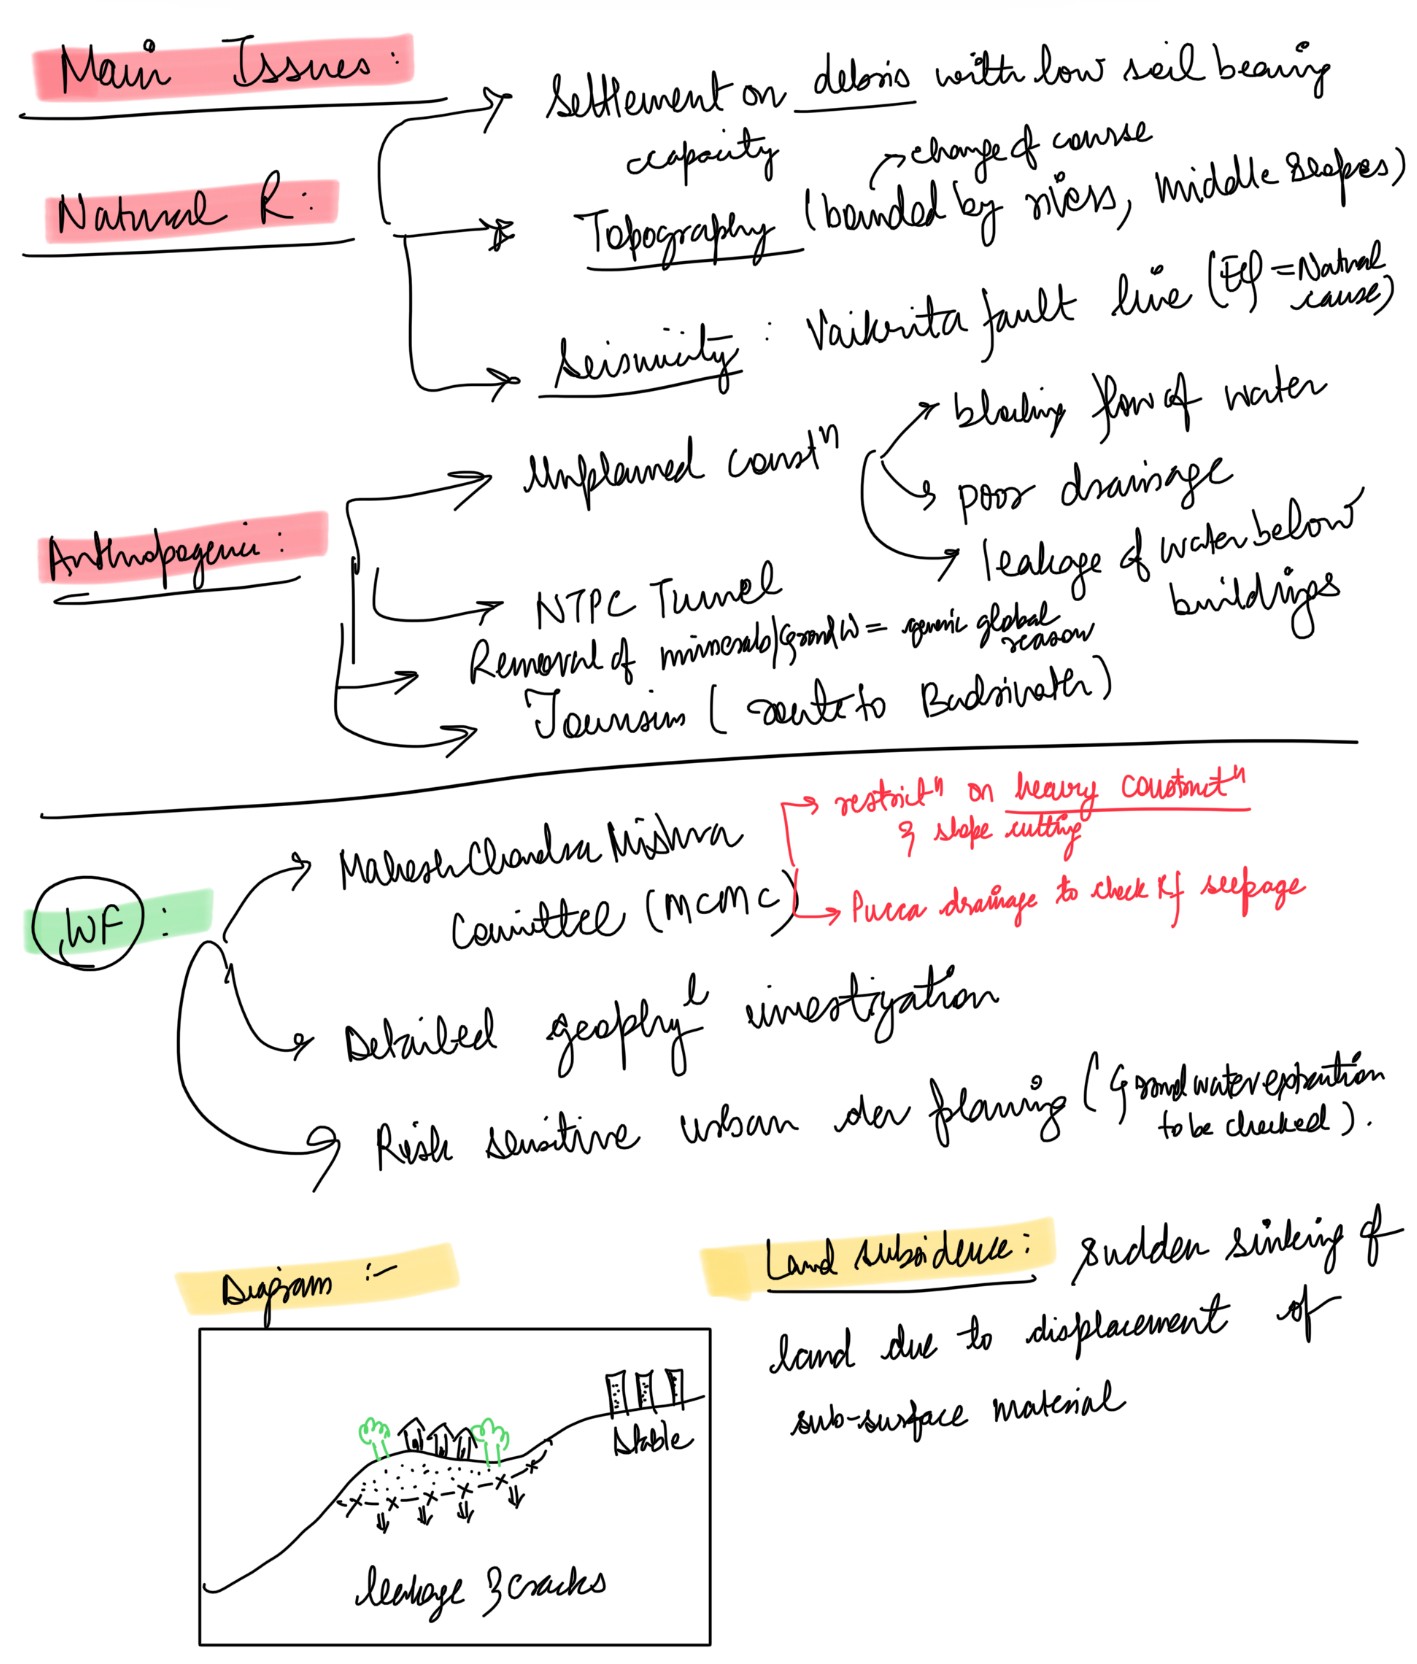 Main Issues:
Settlement on debris with low soil bearing
capacity
change of course
Natural R:
Topography (bounded by rivers, middle slopes)
Seismicity : Vaikrita fault line (EQ = Natural
cause)
Unplanned constⁿ
blocking flow of water
poor drainage
leakage of water below
buildings
Anthropogenic:
NTPC Tunnel
Removal of minerals/Ground W = generic global
reason
Tourism (route to Badrinath)
restrictⁿ on heavy constructⁿ
& slope cutting
Mahesh Chandra Mishra
Committee (MCMC)
Pucca drainage to check Rf seepage
WF :
Detailed geophyˡ investigation
Risk sensitive urban dev planning (Groundwater extraction
to be checked).
Diagram :-
Stable
leakage & cracks
Land subsidence: sudden sinking of
land due to displacement of
sub-surface material